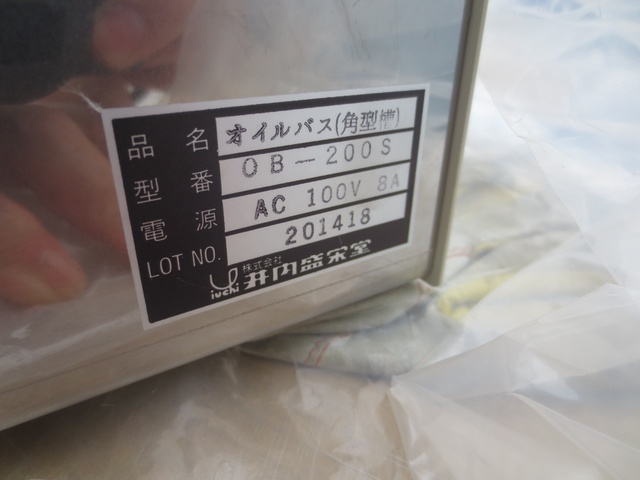 品名 オイルバス(角型槽)
型番 OB-200S
電源 AC 100V 8A
LOT NO. 201418
iuchi 株式会社 井内盛栄堂